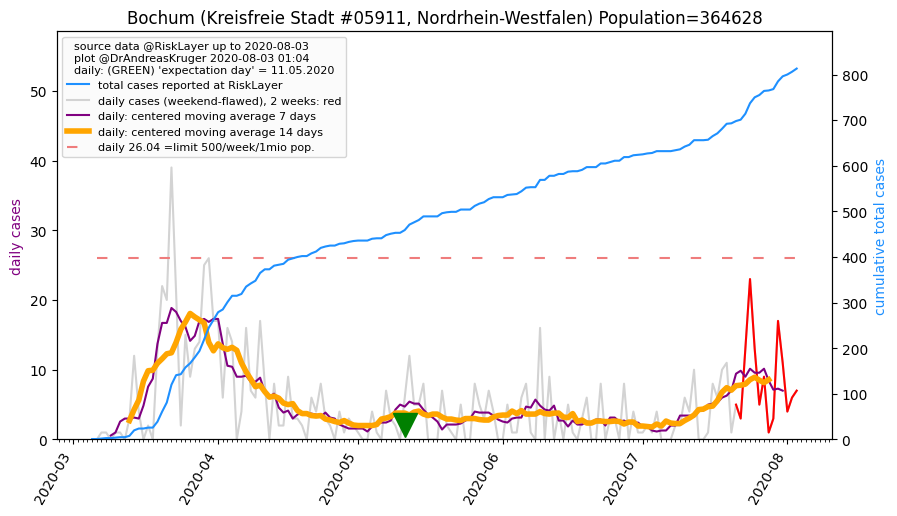 Bochum (Kreisfreie Stadt #05911, Nordrhein-Westfalen) Population=364628
source data @RiskLayer up to 2020-08-03
plot @DrAndreasKruger 2020-08-03 01:04
daily: (GREEN) 'expectation day' = 11.05.2020
total cases reported at RiskLayer
daily cases (weekend-flawed), 2 weeks: red
daily: centered moving average 7 days
daily: centered moving average 14 days
daily 26.04 =limit 500/week/1mio pop.
daily cases
50
40
30
20
10
0
cumulative total cases
800
700
600
500
400
300
200
100
0
2020-03
2020-04
2020-05
2020-06
2020-07
2020-08